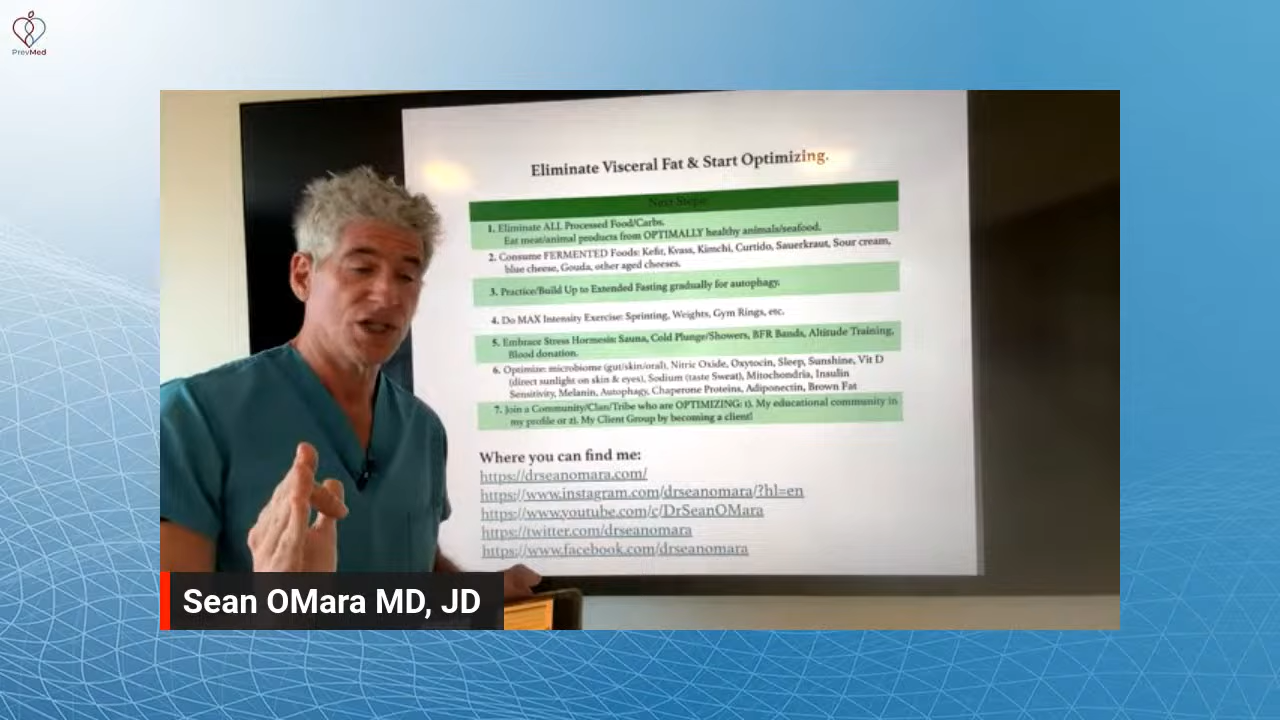 PrevMed
Eliminate Visceral Fat & Start Optimizing.
Next Steps:
1. Eliminate ALL Processed Food/Carbs.
Eat meat/animal products from OPTIMALLY healthy animals/seafood.
2. Consume FERMENTED Foods: Kefir, Kvass, Kimchi, Curtido, Sauerkraut, Sour cream,
blue cheese, Gouda, other aged cheeses.
3. Practice/Build Up to Extended Fasting gradually for autophagy.
4. Do MAX Intensity Exercise: Sprinting, Weights, Gym Rings, etc.
5. Embrace Stress Hormesis: Sauna, Cold Plunge/Showers, BFR Bands, Altitude Training,
Blood donation.
6. Optimize: microbiome (gut/skin/oral), Nitric Oxide, Oxytocin, Sleep, Sunshine, Vit D
(direct sunlight on skin & eyes), Sodium (taste Sweat), Mitochondria, Insulin
Sensitivity, Melanin, Autophagy, Chaperone Proteins, Adiponectin, Brown Fat
7. Join a Community/Clan/Tribe who are OPTIMIZING: 1). My educational community in
my profile or 2). My Client Group by becoming a client!
Where you can find me:
https://drseanomara.com/
https://www.instagram.com/drseanomara/?hl=en
https://www.youtube.com/c/DrSeanOMara
https://twitter.com/drseanomara
https://www.facebook.com/drseanomara
Sean OMara MD, JD